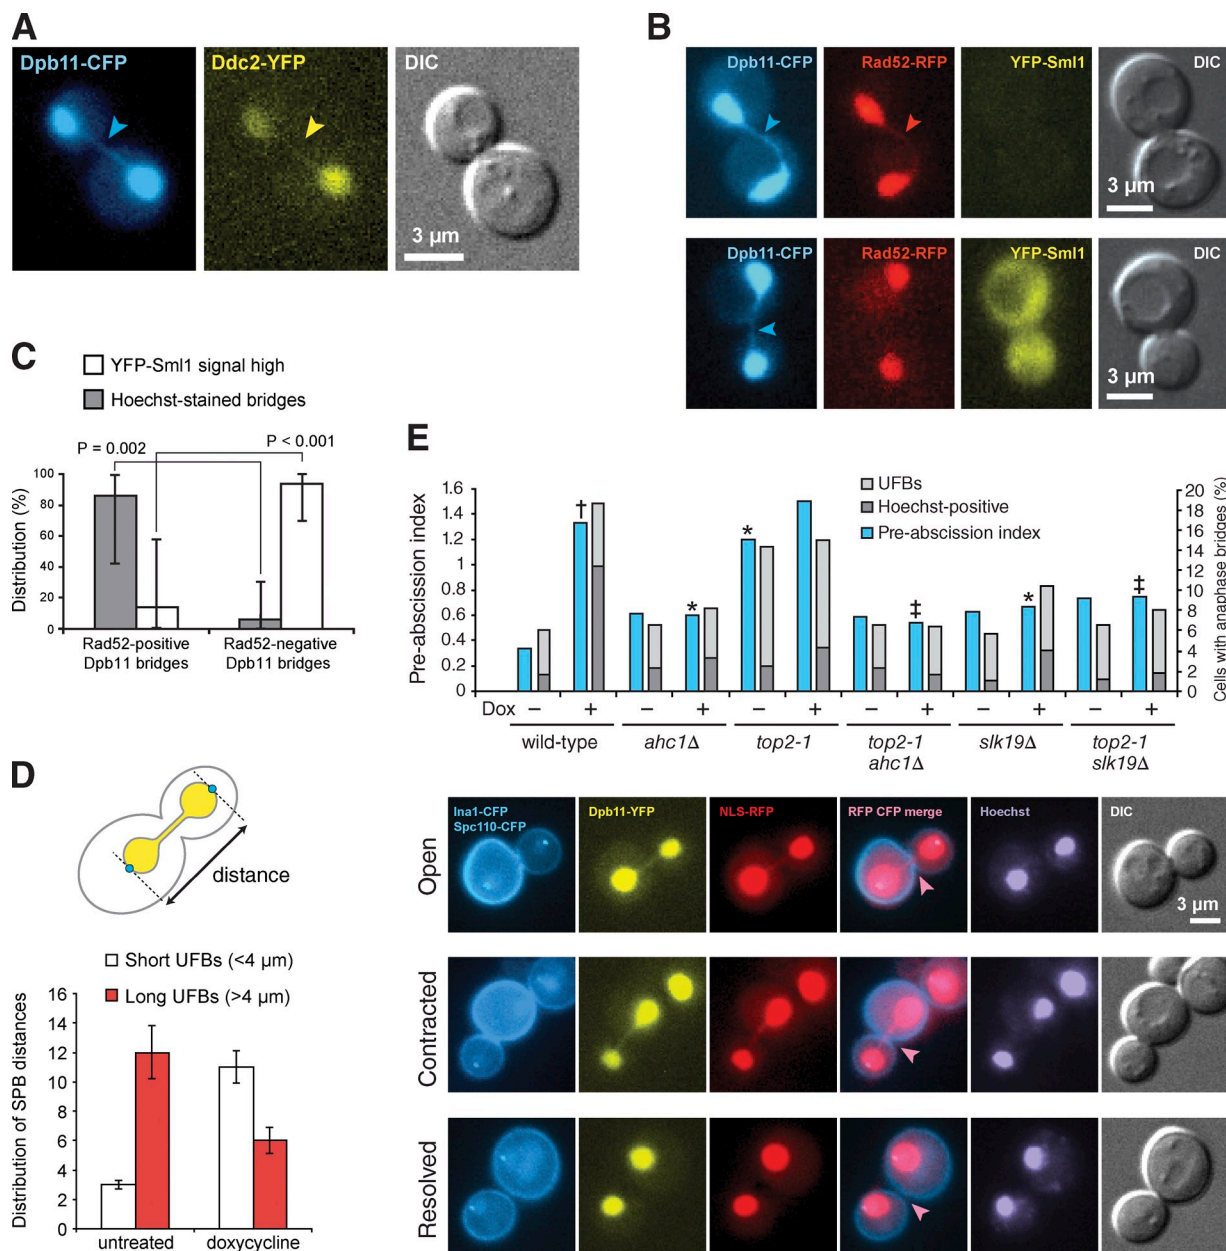 A
Dpb11-CFP
Ddc2-YFP
DIC
3 µm
B
Dpb11-CFP
Rad52-RFP
YFP-Sml1
DIC
3 µm
Dpb11-CFP
Rad52-RFP
YFP-Sml1
DIC
3 µm
C
YFP-Sml1 signal high
Hoechst-stained bridges
P = 0.002
P < 0.001
Distribution (%)
100
80
60
40
20
0
Rad52-positive
Dpb11 bridges
Rad52-negative
Dpb11 bridges
E
UFBs
Hoechst-positive
Pre-abscission index
Pre-abscission index
1.6
1.4
1.2
1
0.8
0.6
0.4
0.2
0
† * * ‡ * ‡
20
18
16
14
12
10
8
6
4
2
0
Cells with anaphase bridges (%)
Dox − + − + − + − + − + − +
wild-type
ahc1Δ
top2-1
top2-1
ahc1Δ
slk19Δ
top2-1
slk19Δ
D
distance
Short UFBs (<4 µm)
Long UFBs (>4 µm)
Distribution of SPB distances
16
14
12
10
8
6
4
2
0
untreated
doxycycline
Ina1-CFP
Spc110-CFP
Dpb11-YFP
NLS-RFP
RFP CFP merge
Hoechst
DIC
Open
3 µm
Contracted
Resolved